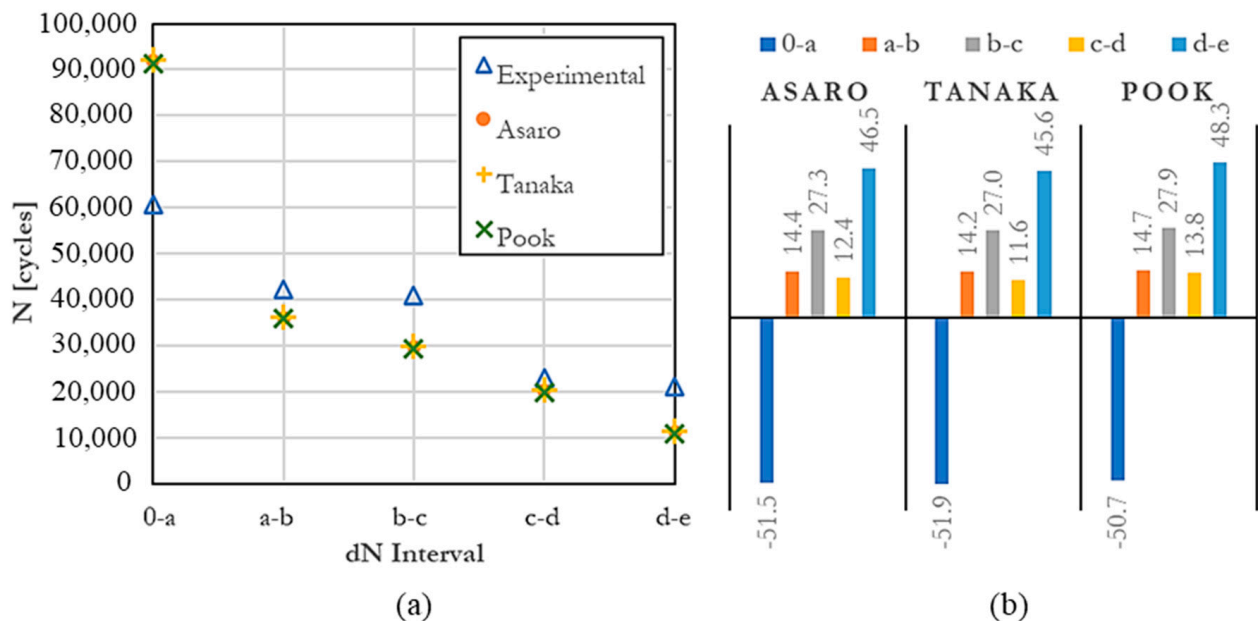 100,000
90,000
80,000
70,000
60,000
50,000
40,000
30,000
20,000
10,000
0
N [cycles]
Experimental
Asaro
Tanaka
Pook
0-a a-b b-c c-d d-e
dN Interval
(a)
0-a a-b b-c c-d d-e
ASARO TANAKA POOK
-51.5 14.4 27.3 12.4 46.5
-51.9 14.2 27.0 11.6 45.6
-50.7 14.7 27.9 13.8 48.3
(b)